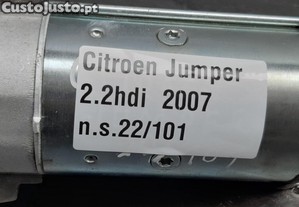 CustoJusto.pt
Citroen Jumper
2.2hdi 2007
n.s.22/101